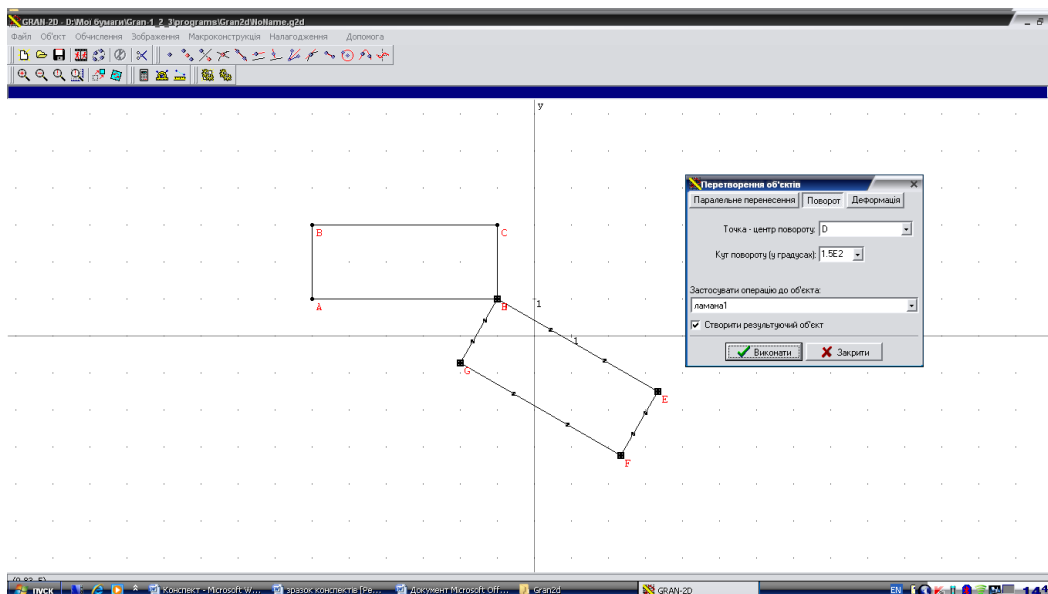 GRAN-2D - D:\Мої бумаги\Gran-1_2_3\programs\Gran2d\NoName.g2d
Файл Об'єкт Обчислення Зображення Макроконструкція Налагодження Допомога
y
Перетворення об'єктів
Паралельне перенесення Поворот Деформація
Точка - центр повороту: D
Кут повороту (у градусах): 1.5E2
Застосувати операцію до об'єкта:
ламана1
Створити результуючий об'єкт
Виконати Закрити
B
C
A
H
1
1
G
E
F
пуск
Конспект - Microsoft W...
зразок конспектів [Ре...
Документ Microsoft Off...
Gran2d
GRAN-2D
EN